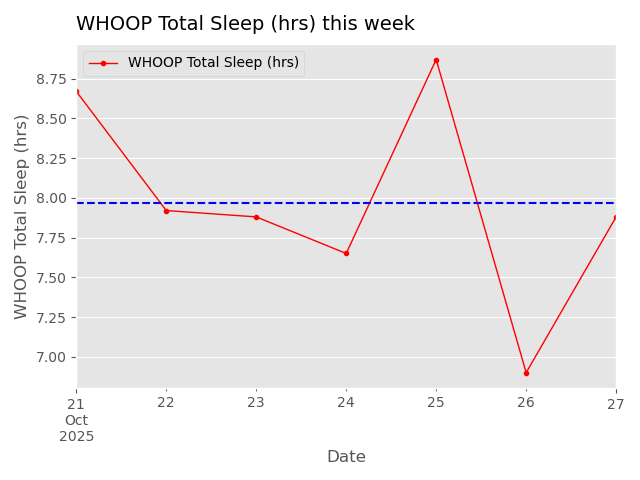 WHOOP Total Sleep (hrs) this week
WHOOP Total Sleep (hrs)
WHOOP Total Sleep (hrs)
8.75
8.50
8.25
8.00
7.75
7.50
7.25
7.00
21 22 23 24 25 26 27
Oct
2025
Date